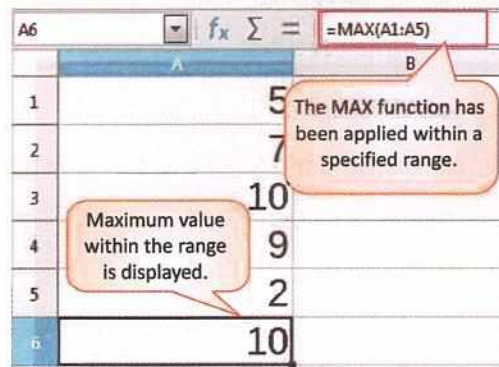 A6 fx Σ = =MAX(A1:A5)
A B
1 5
The MAX function has
been applied within a
specified range.
2 7
3 10
Maximum value
within the range
is displayed.
4 9
5 2
6 10